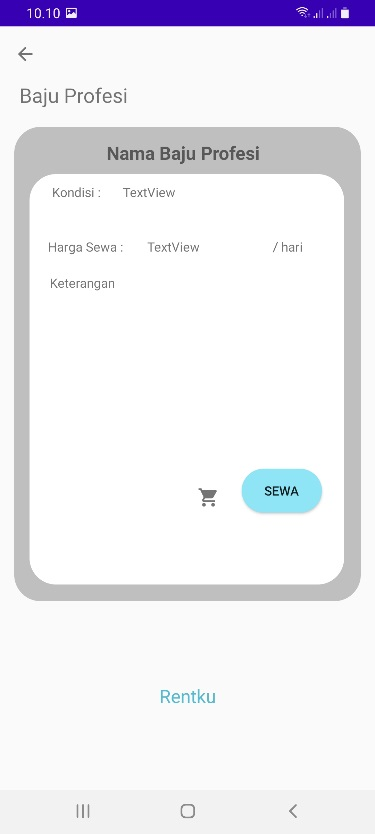 10.10
Baju Profesi
Nama Baju Profesi
Kondisi : TextView
Harga Sewa : TextView / hari
Keterangan
SEWA
Rentku